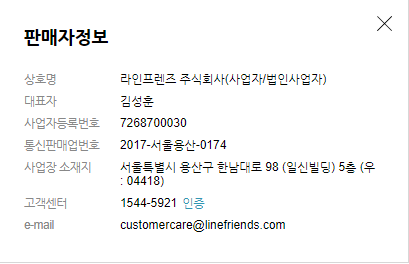 판매자정보
상호명 라인프렌즈 주식회사(사업자/법인사업자)
대표자 김성훈
사업자등록번호 7268700030
통신판매업번호 2017-서울용산-0174
사업장 소재지 서울특별시 용산구 한남대로 98 (일신빌딩) 5층 (우
: 04418)
고객센터 1544-5921 인증
e-mail customercare@linefriends.com